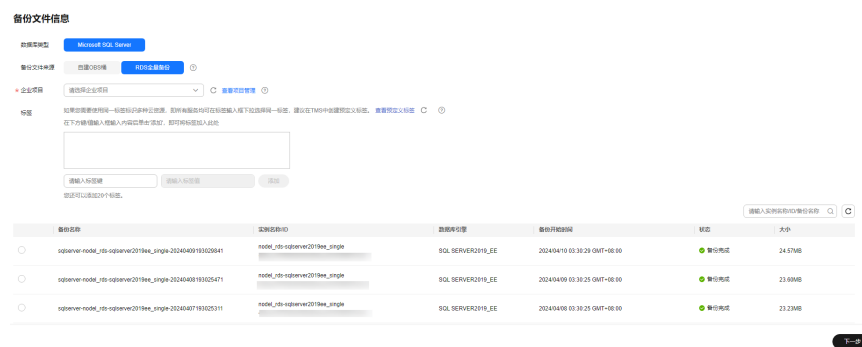 备份文件信息
数据库类型 Microsoft SQL Server
备份文件来源 自建OBS桶 RDS全量备份
* 企业项目 请选择企业项目 查看项目管理
标签 如果您需要使用同一标签标识多种云资源，即所有服务均可在标签输入框下拉选择同一标签，建议在TMS中创建预定义标签。 查看预定义标签
在下方键/值输入框输入内容后单击'添加'，即可将标签加入此处
请输入标签键 请输入标签值 添加
您还可以添加20个标签。
请输入实例名称/ID/备份名称
备份名称 实例名称/ID 数据库引擎 备份开始时间 状态 大小
sqlserver-node1_rds-sqlserver2019ee_single-20240409193029841 node1_rds-sqlserver2019ee_single SQL SERVER2019_EE 2024/04/10 03:30:29 GMT+08:00 备份完成 24.57MB
sqlserver-node1_rds-sqlserver2019ee_single-20240408193025471 node1_rds-sqlserver2019ee_single SQL SERVER2019_EE 2024/04/09 03:30:25 GMT+08:00 备份完成 23.60MB
sqlserver-node1_rds-sqlserver2019ee_single-20240407193025311 node1_rds-sqlserver2019ee_single SQL SERVER2019_EE 2024/04/08 03:30:25 GMT+08:00 备份完成 23.23MB
下一步